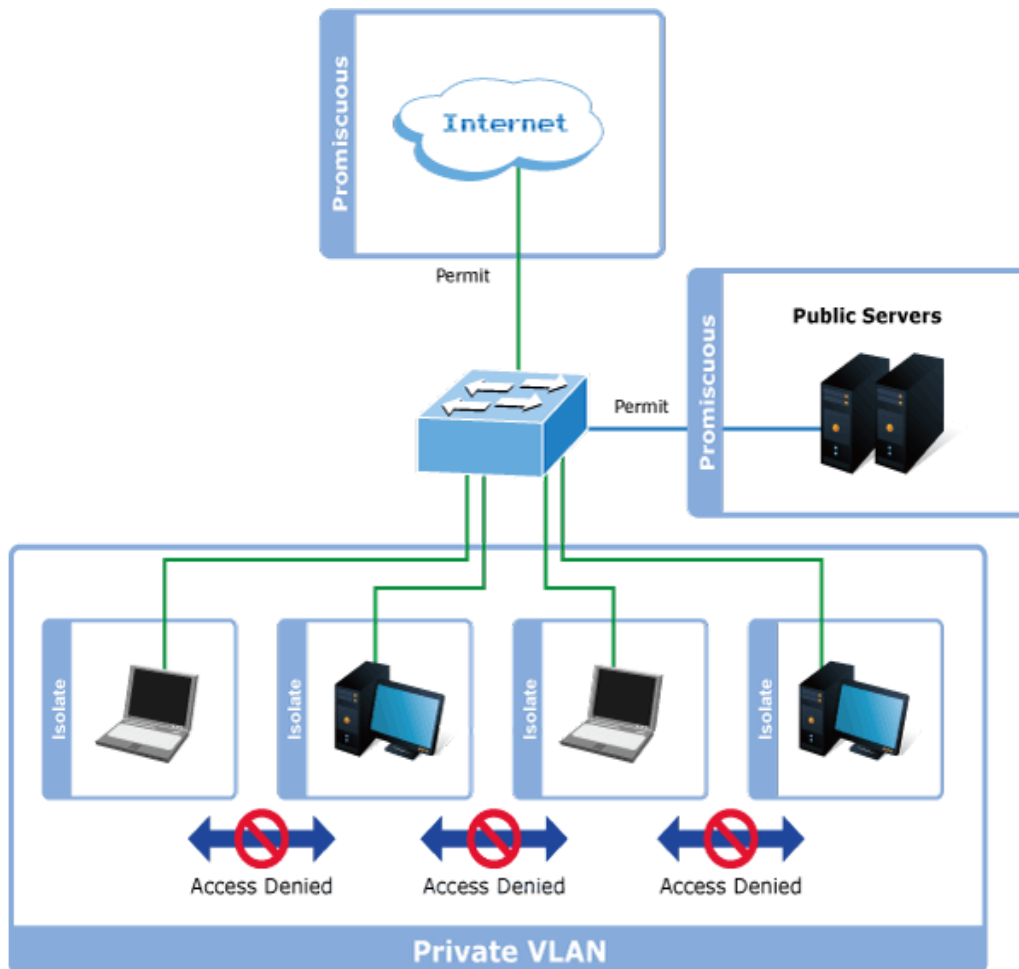 Promiscuous
Internet
Permit
Promiscuous
Public Servers
Permit
Isolate
Isolate
Isolate
Isolate
Access Denied
Access Denied
Access Denied
Private VLAN